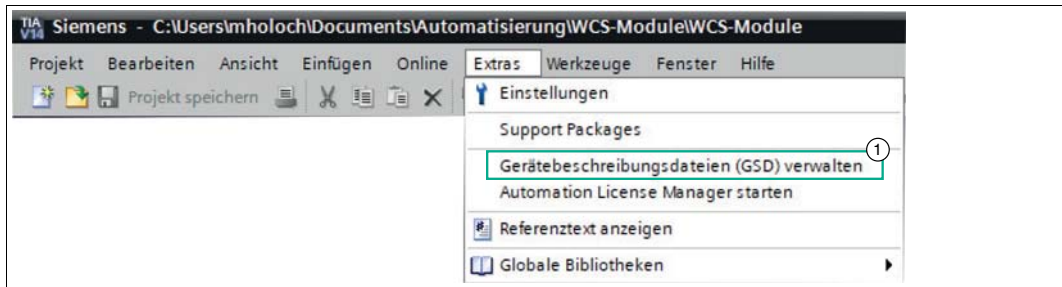 TIA V14 Siemens - C:\Users\mholoch\Documents\Automatisierung\WCS-Module\WCS-Module
Projekt Bearbeiten Ansicht Einfügen Online Extras Werkzeuge Fenster Hilfe
Projekt speichern
Einstellungen
Support Packages
1
Gerätebeschreibungsdateien (GSD) verwalten
Automation License Manager starten
Referenztext anzeigen
Globale Bibliotheken